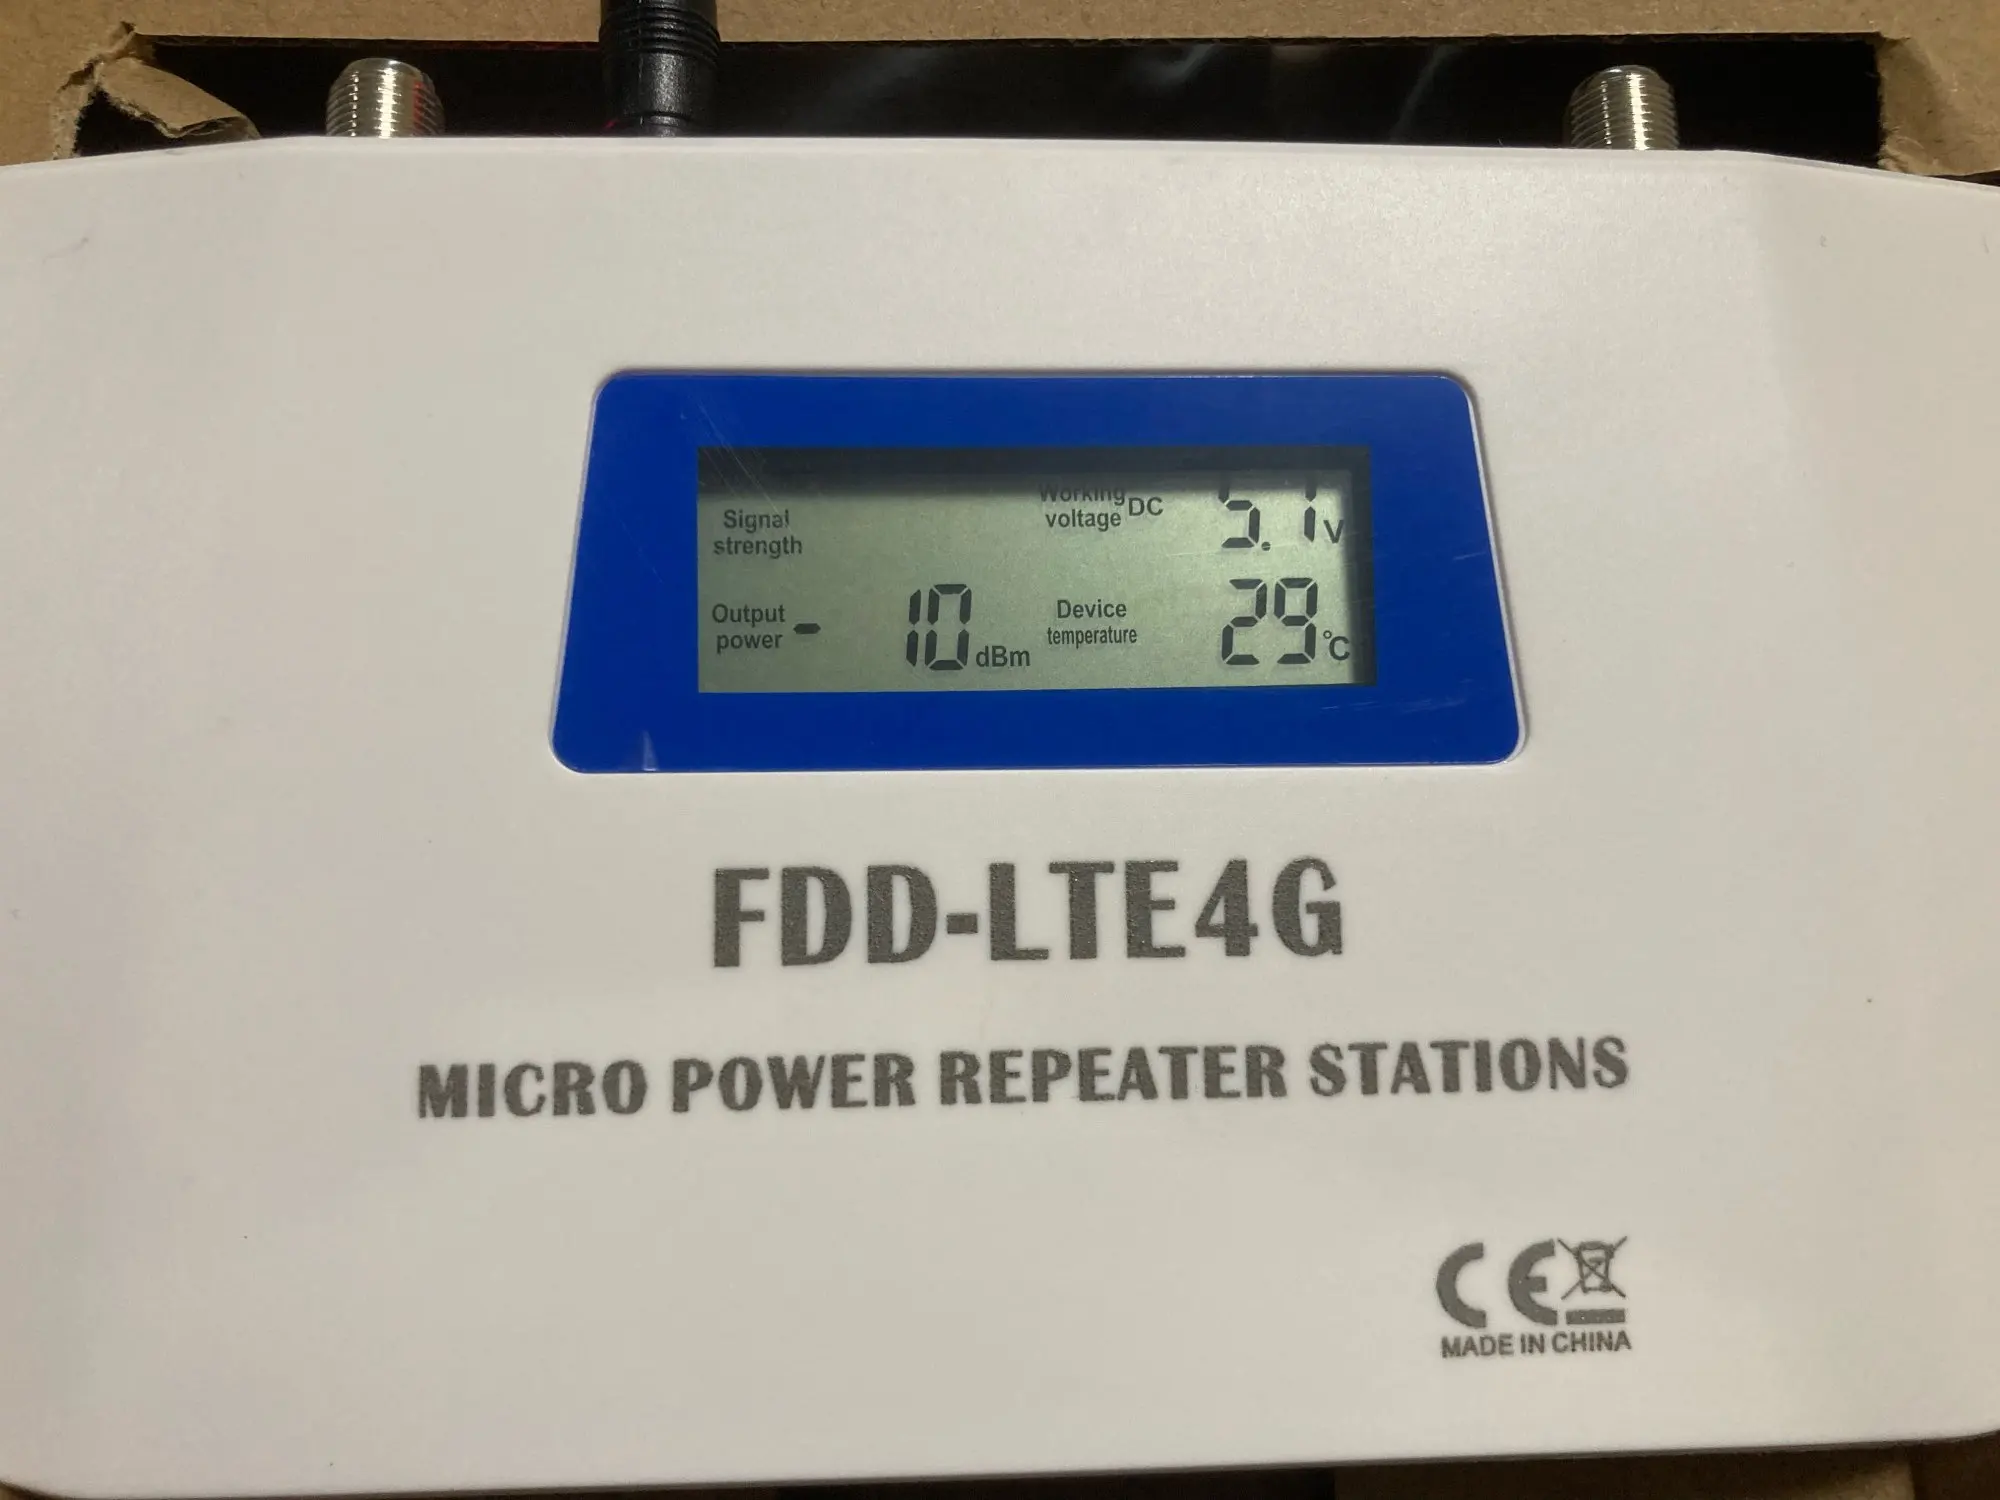 Signal
strength
Working
voltage DC 5.1 V
Output
power - 10 dBm
Device
temperature 29 °C
FDD-LTE4G
MICRO POWER REPEATER STATIONS
CE
MADE IN CHINA